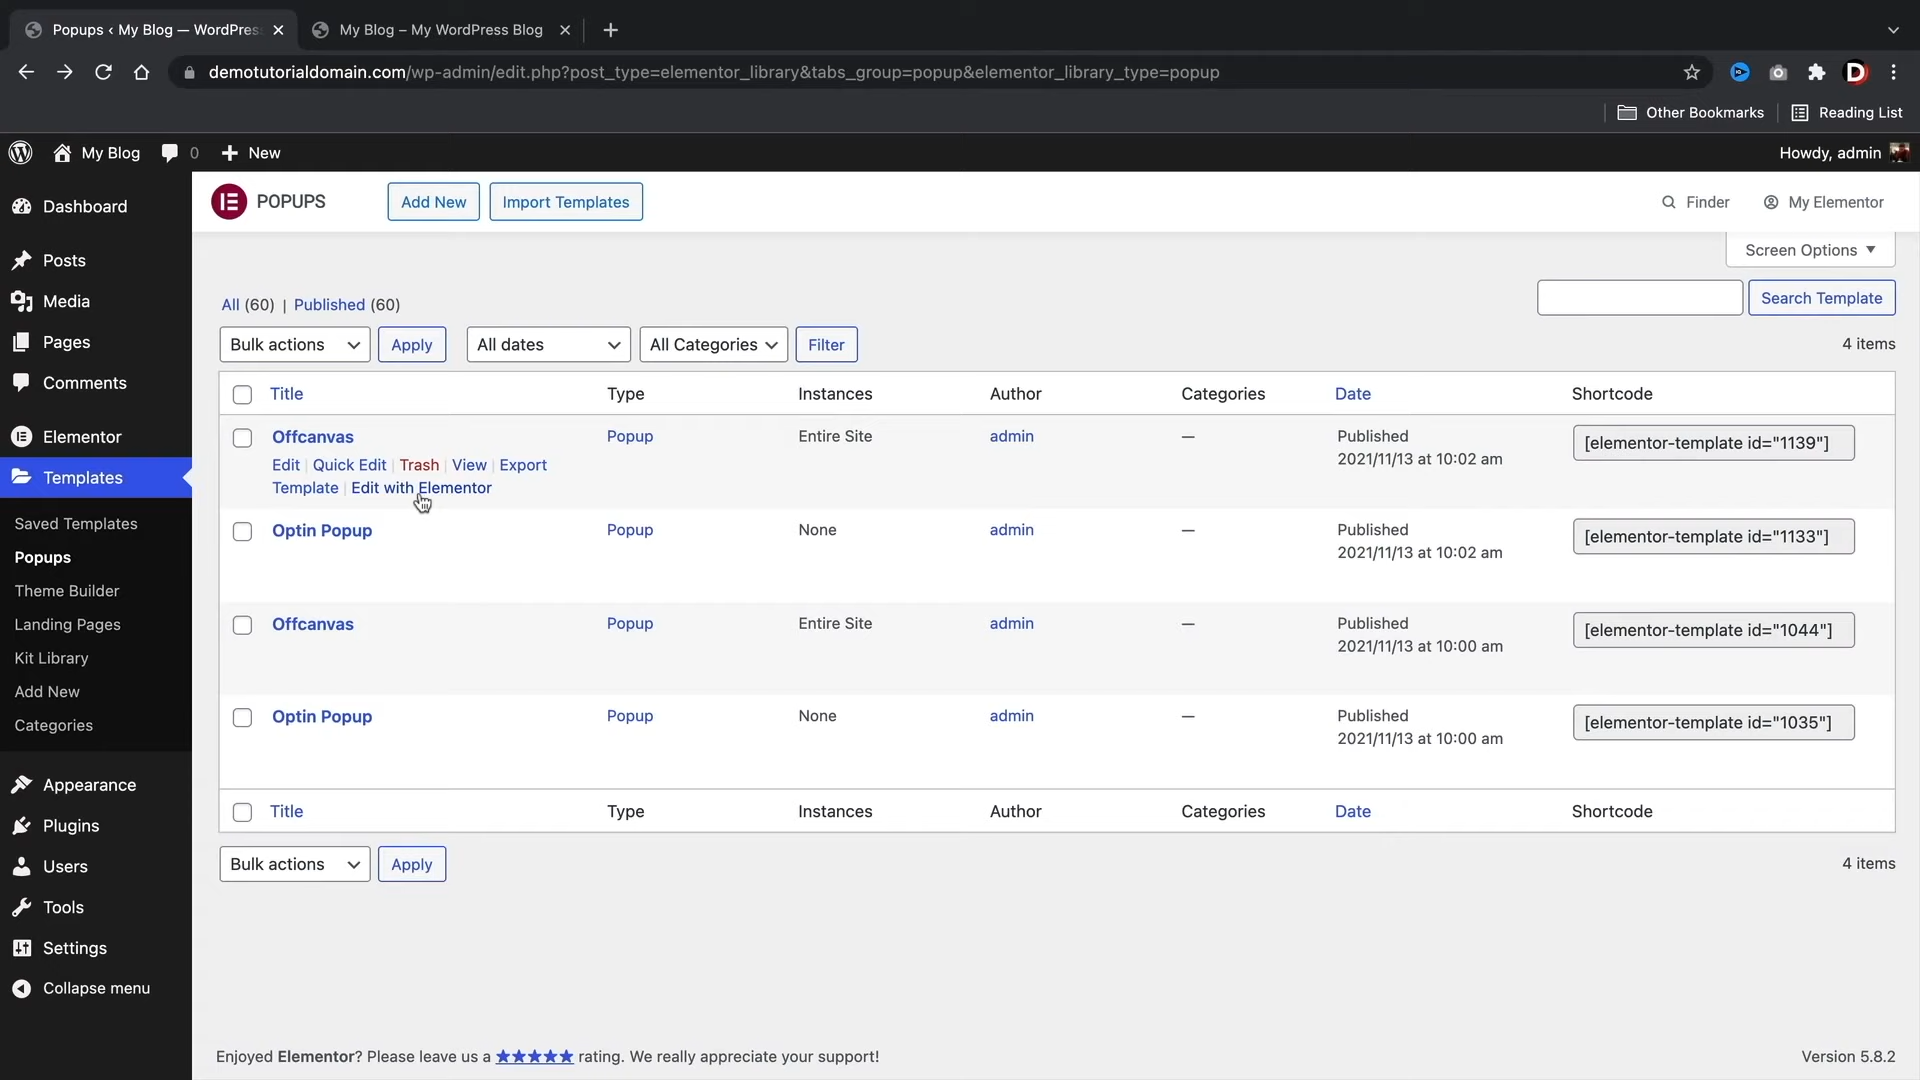 Popups ‹ My Blog — WordPres
My Blog – My WordPress Blog
demotutorialdomain.com/wp-admin/edit.php?post_type=elementor_library&tabs_group=popup&elementor_library_type=popup
Other Bookmarks
Reading List
My Blog
0
New
Howdy, admin
Dashboard
Posts
Media
Pages
Comments
Elementor
Templates
Saved Templates
Popups
Theme Builder
Landing Pages
Kit Library
Add New
Categories
Appearance
Plugins
Users
Tools
Settings
Collapse menu
POPUPS
Add New
Import Templates
Finder
My Elementor
Screen Options
All (60) | Published (60)
Search Template
Bulk actions
Apply
All dates
All Categories
Filter
4 items
Title Type Instances Author Categories Date Shortcode
Offcanvas Popup Entire Site admin — Published [elementor-template id="1139"]
2021/11/13 at 10:02 am
Edit | Quick Edit | Trash | View | Export
Template | Edit with Elementor
Optin Popup Popup None admin — Published [elementor-template id="1133"]
2021/11/13 at 10:02 am
Offcanvas Popup Entire Site admin — Published [elementor-template id="1044"]
2021/11/13 at 10:00 am
Optin Popup Popup None admin — Published [elementor-template id="1035"]
2021/11/13 at 10:00 am
Title Type Instances Author Categories Date Shortcode
Bulk actions
Apply
4 items
Enjoyed Elementor? Please leave us a ★★★★★ rating. We really appreciate your support!
Version 5.8.2